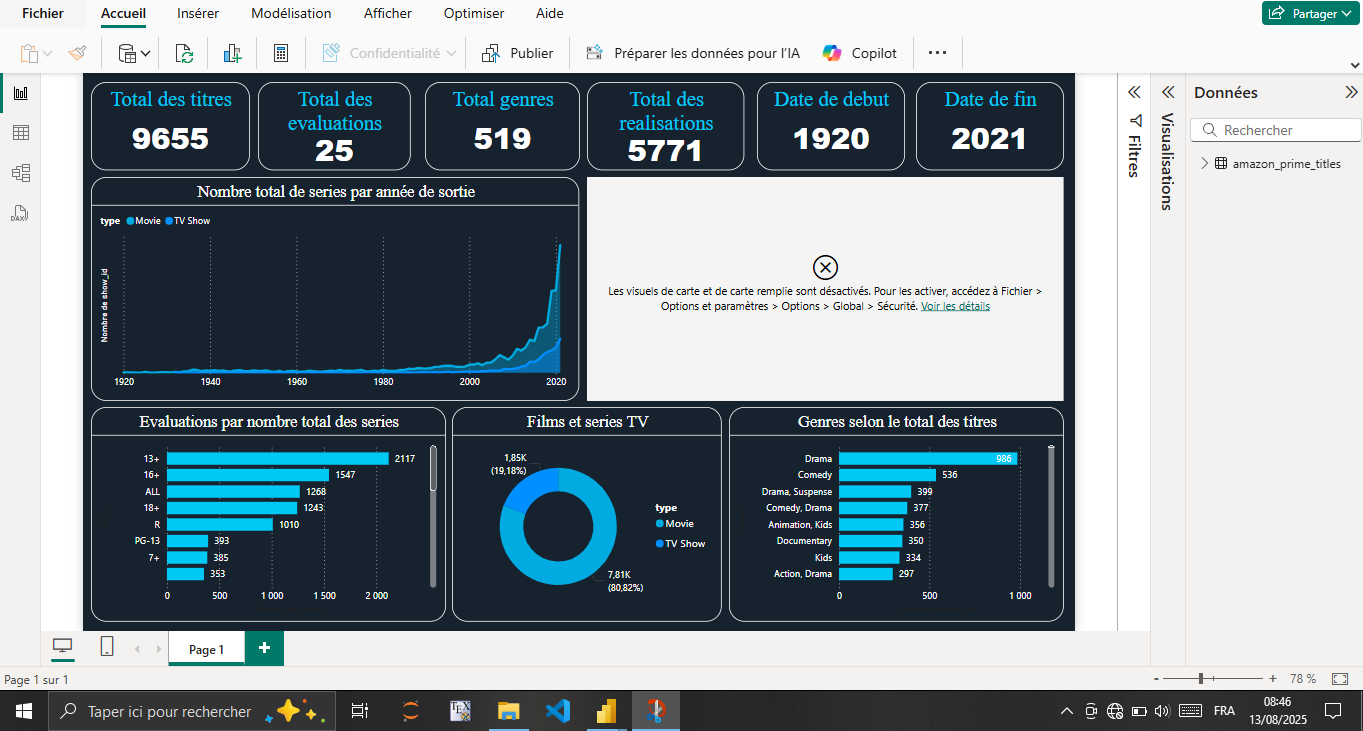 Fichier Accueil Insérer Modélisation Afficher Optimiser Aide Partager
Confidentialité Publier Préparer les données pour l'IA Copilot
Total des titres
9655
Total des
evaluations
25
Total genres
519
Total des
realisations
5771
Date de debut
1920
Date de fin
2021
Nombre total de series par année de sortie
type Movie TV Show
Nombre de show_id
1920 1940 1960 1980 2000 2020
Les visuels de carte et de carte remplie sont désactivés. Pour les activer, accédez à Fichier >
Options et paramètres > Options > Global > Sécurité. Voir les détails
Evaluations par nombre total des series
13+ 2117
16+ 1547
ALL 1268
18+ 1243
R 1010
PG-13 393
7+ 385
353
0 500 1 000 1 500 2 000
Films et series TV
1,85K
(19,18%)
type
Movie
TV Show
7,81K
(80,82%)
Genres selon le total des titres
Drama 986
Comedy 536
Drama, Suspense 399
Comedy, Drama 377
Animation, Kids 356
Documentary 350
Kids 334
Action, Drama 297
0 500 1 000
Filtres
Visualisations
Données
Rechercher
amazon_prime_titles
DAX
Page 1
+
Page 1 sur 1
- + 78 %
Taper ici pour rechercher
TEX
FRA
08:46
13/08/2025